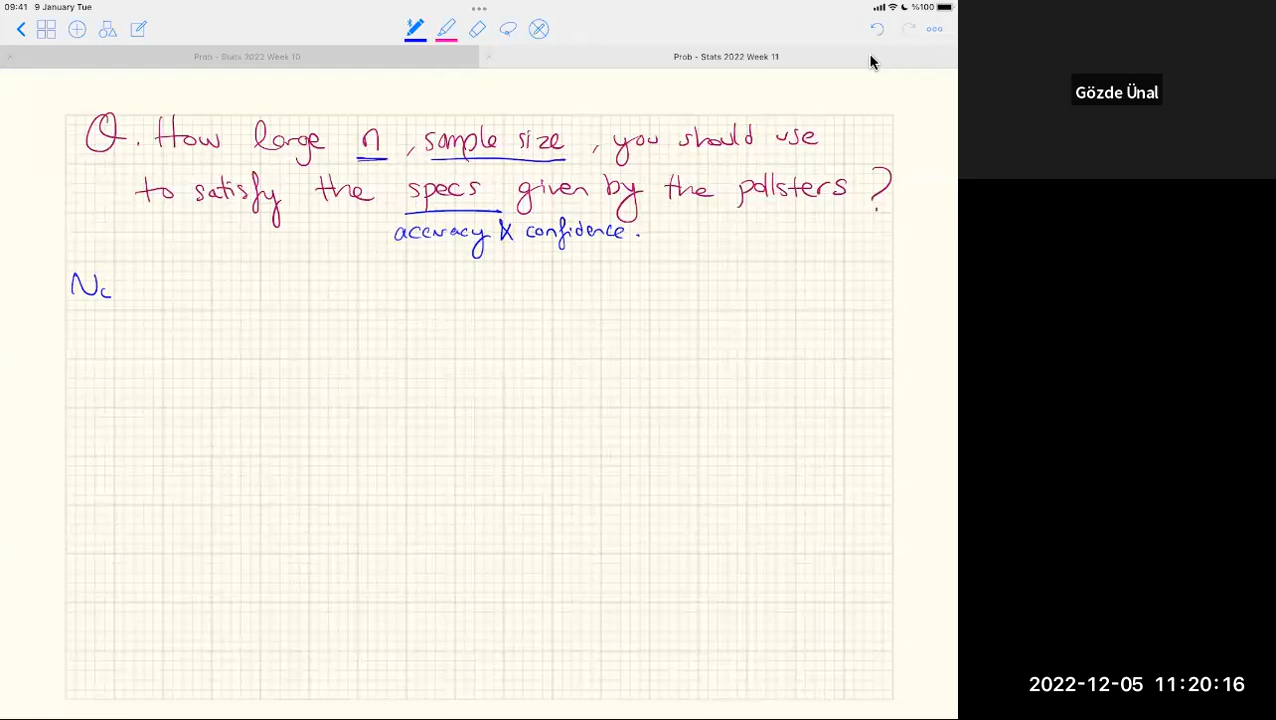 09:41 9 January Tue
%100
Prob - Stats 2022 Week 10
Prob - Stats 2022 Week 11
Gözde Ünal
Q. How large n, sample size, you should use
to satisfy the specs given by the pollsters?
accuracy & confidence.
No
2022-12-05 11:20:16